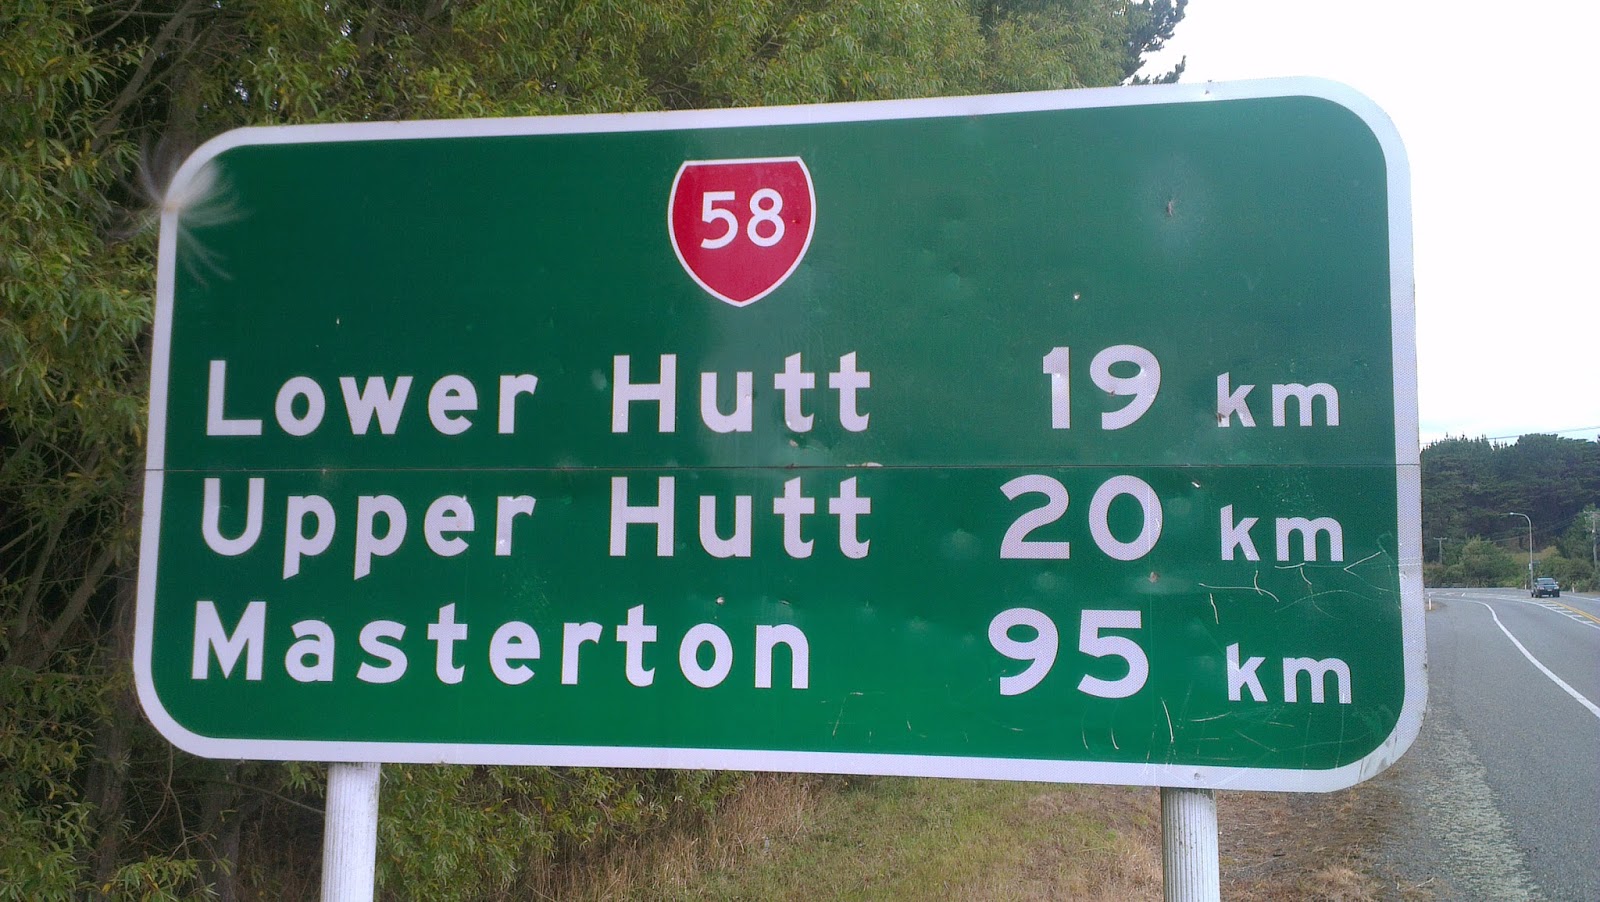 58
Lower Hutt 19 km
Upper Hutt 20 km
Masterton 95 km